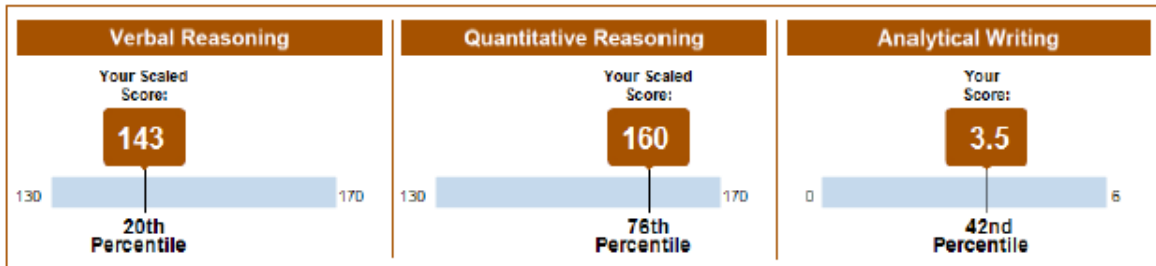 Verbal Reasoning
Your Scaled
Score:
143
130
170
20th
Percentile
Quantitative Reasoning
Your Scaled
Score:
160
130
170
76th
Percentile
Analytical Writing
Your
Score:
3.5
0
6
42nd
Percentile